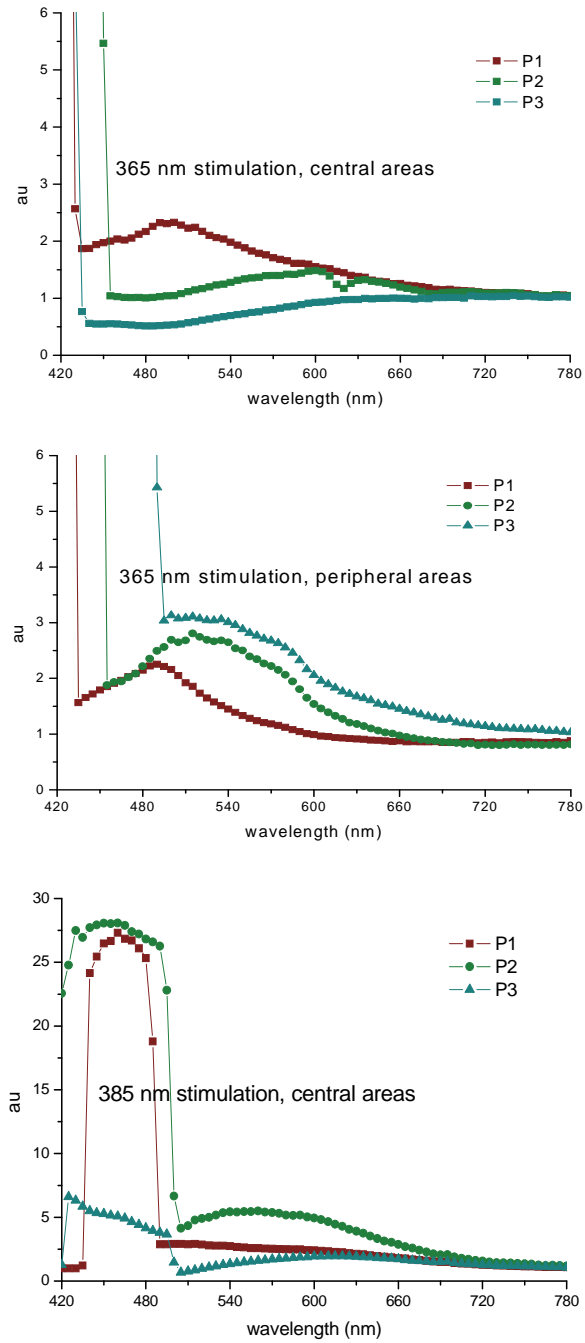 6
5
4
3
2
1
0
au
P1
P2
P3
365 nm stimulation, central areas
420 480 540 600 660 720 780
wavelength (nm)
6
5
4
3
2
1
0
au
P1
P2
P3
365 nm stimulation, peripheral areas
420 480 540 600 660 720 780
wavelength (nm)
30
25
20
15
10
5
0
au
P1
P2
P3
385 nm stimulation, central areas
420 480 540 600 660 720 780
wavelength (nm)